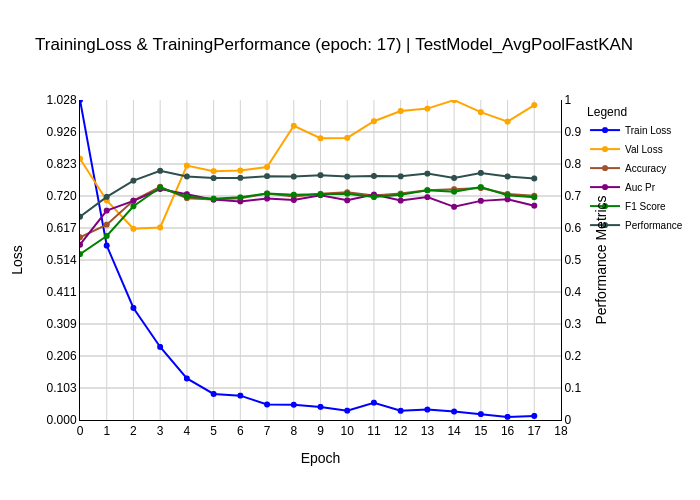 TrainingLoss & TrainingPerformance (epoch: 17) | TestModel_AvgPoolFastKAN
Legend
Train Loss
Val Loss
Accuracy
Auc Pr
F1 Score
Performance
1.028
0.926
0.823
0.720
0.617
0.514
0.411
0.309
0.206
0.103
0.000
Loss
1
0.9
0.8
0.7
0.6
0.5
0.4
0.3
0.2
0.1
0
Performance Metrics
0 1 2 3 4 5 6 7 8 9 10 11 12 13 14 15 16 17 18
Epoch